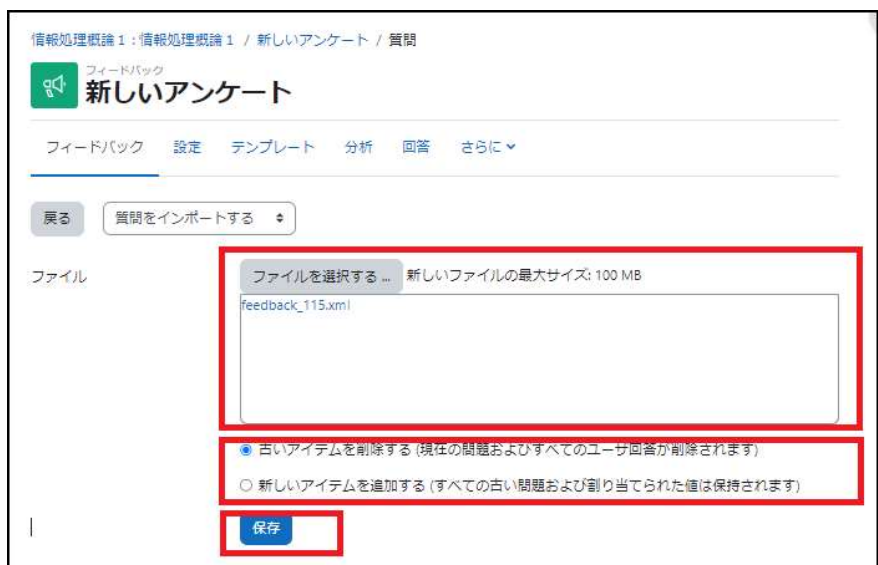 情報処理概論1:情報処理概論1 / 新しいアンケート / 質問
フィードバック
新しいアンケート
フィードバック 設定 テンプレート 分析 回答 さらに
戻る 質問をインポートする
ファイル ファイルを選択する ... 新しいファイルの最大サイズ: 100 MB
feedback_115.xml
古いアイテムを削除する (現在の問題およびすべてのユーザ回答が削除されます)
新しいアイテムを追加する (すべての古い問題および割り当てられた値は保持されます)
保存